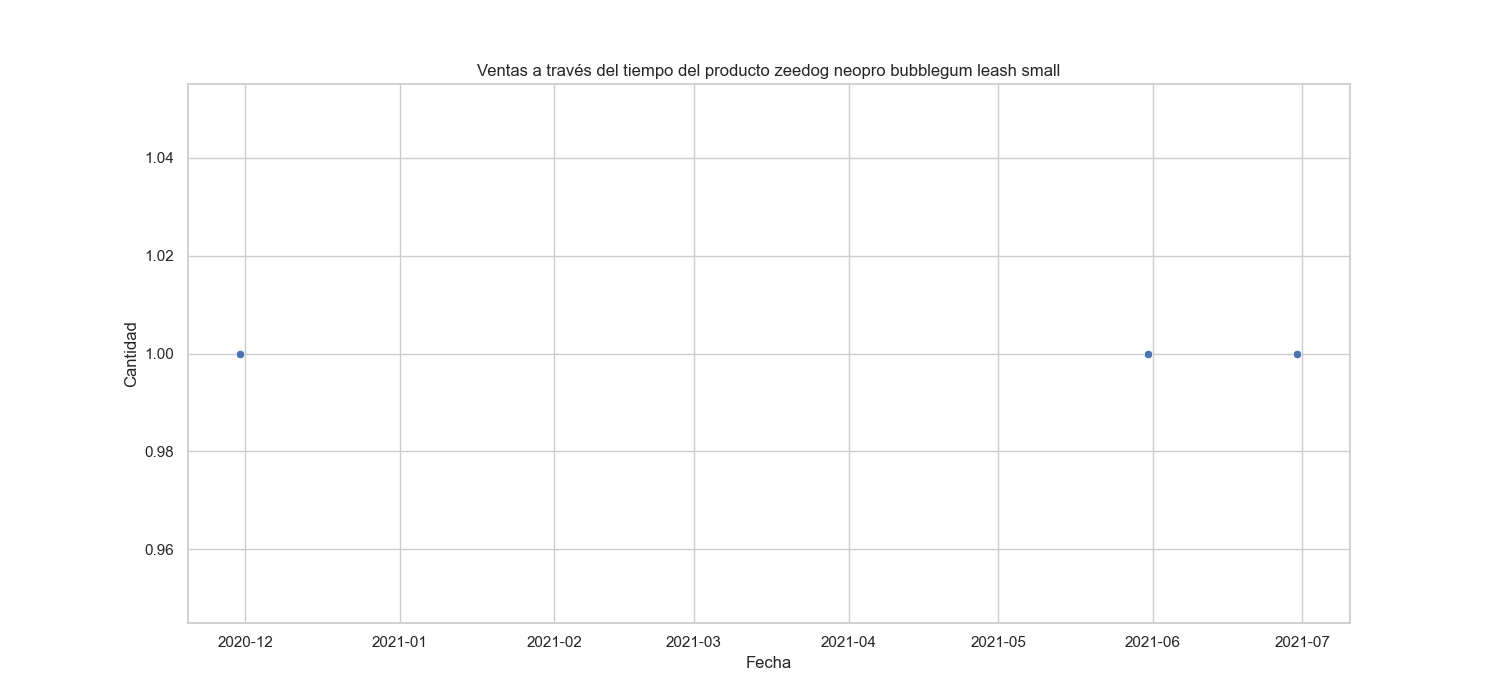 Ventas a través del tiempo del producto zeedog neopro bubblegum leash small
1.04
1.02
1.00
0.98
0.96
Cantidad
2020-12 2021-01 2021-02 2021-03 2021-04 2021-05 2021-06 2021-07
Fecha